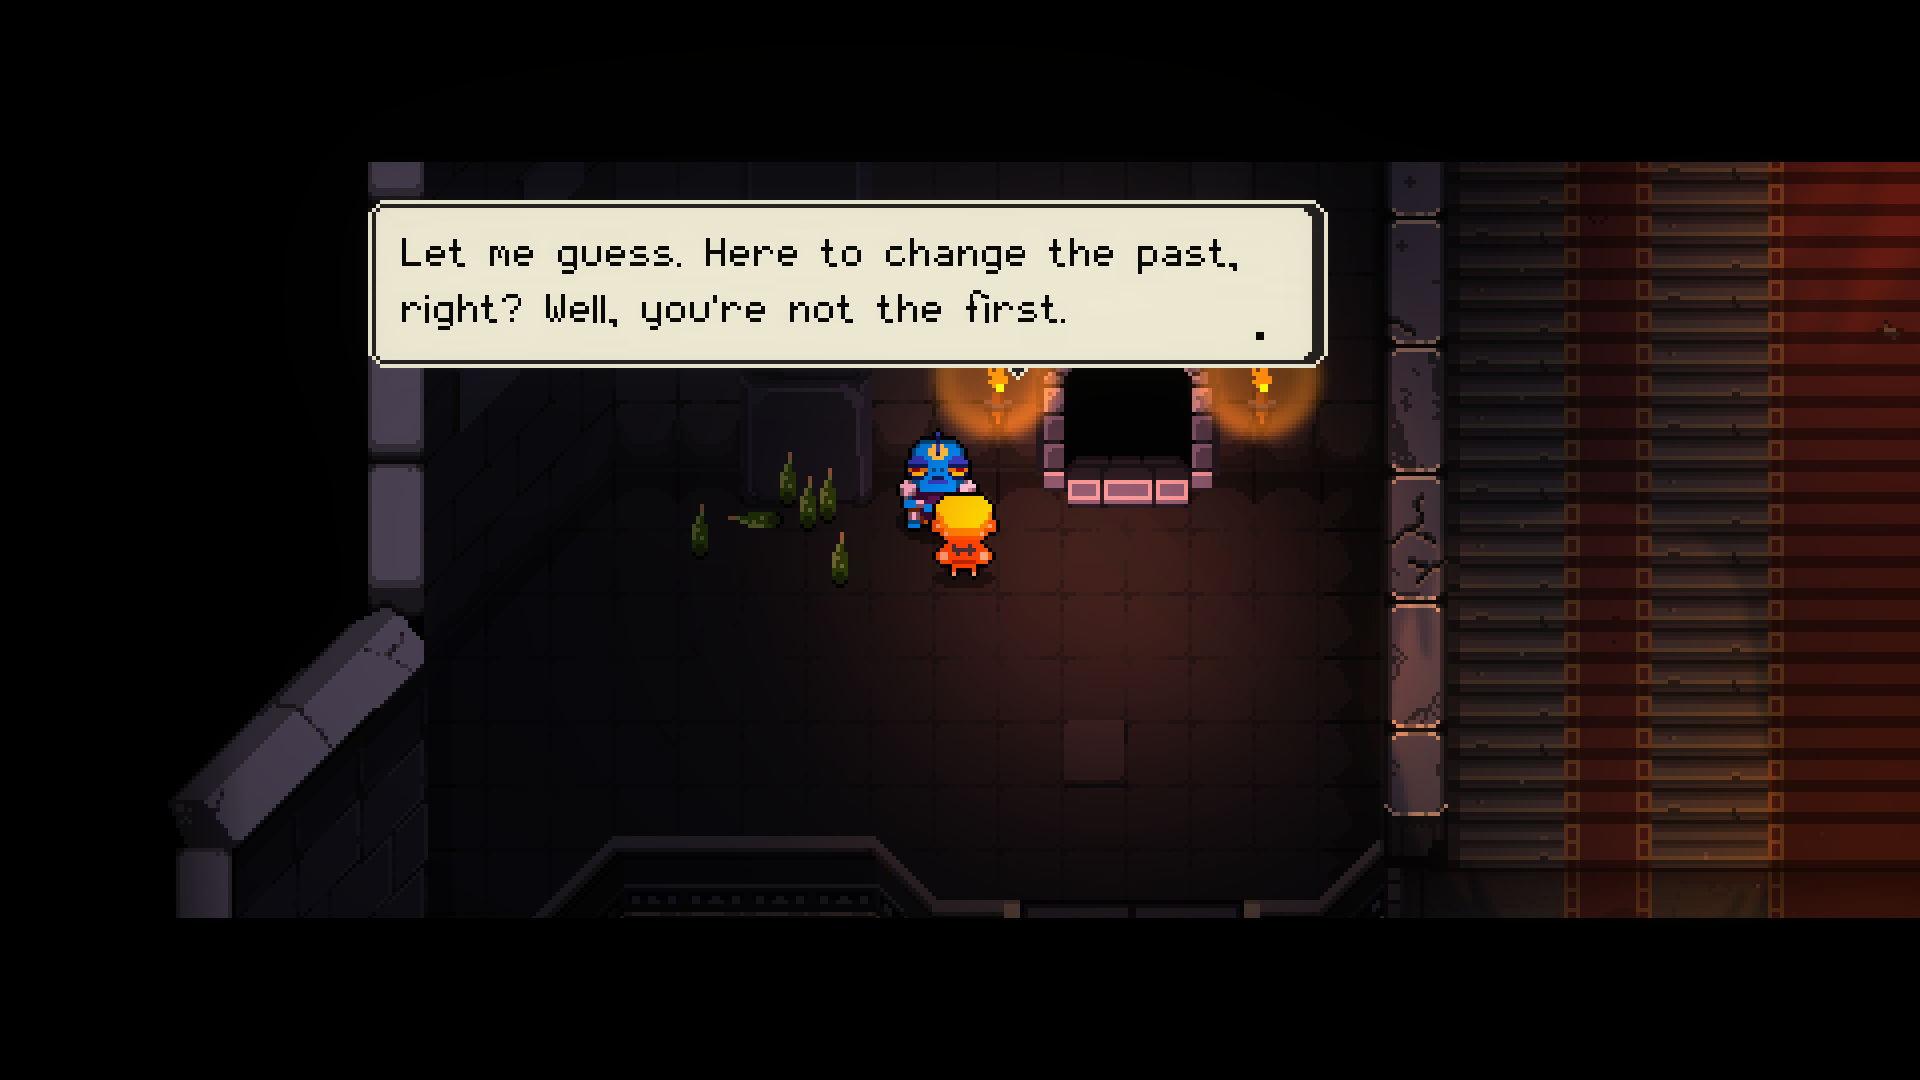 Let me guess. Here to change the past,
right? Well, you're not the first.